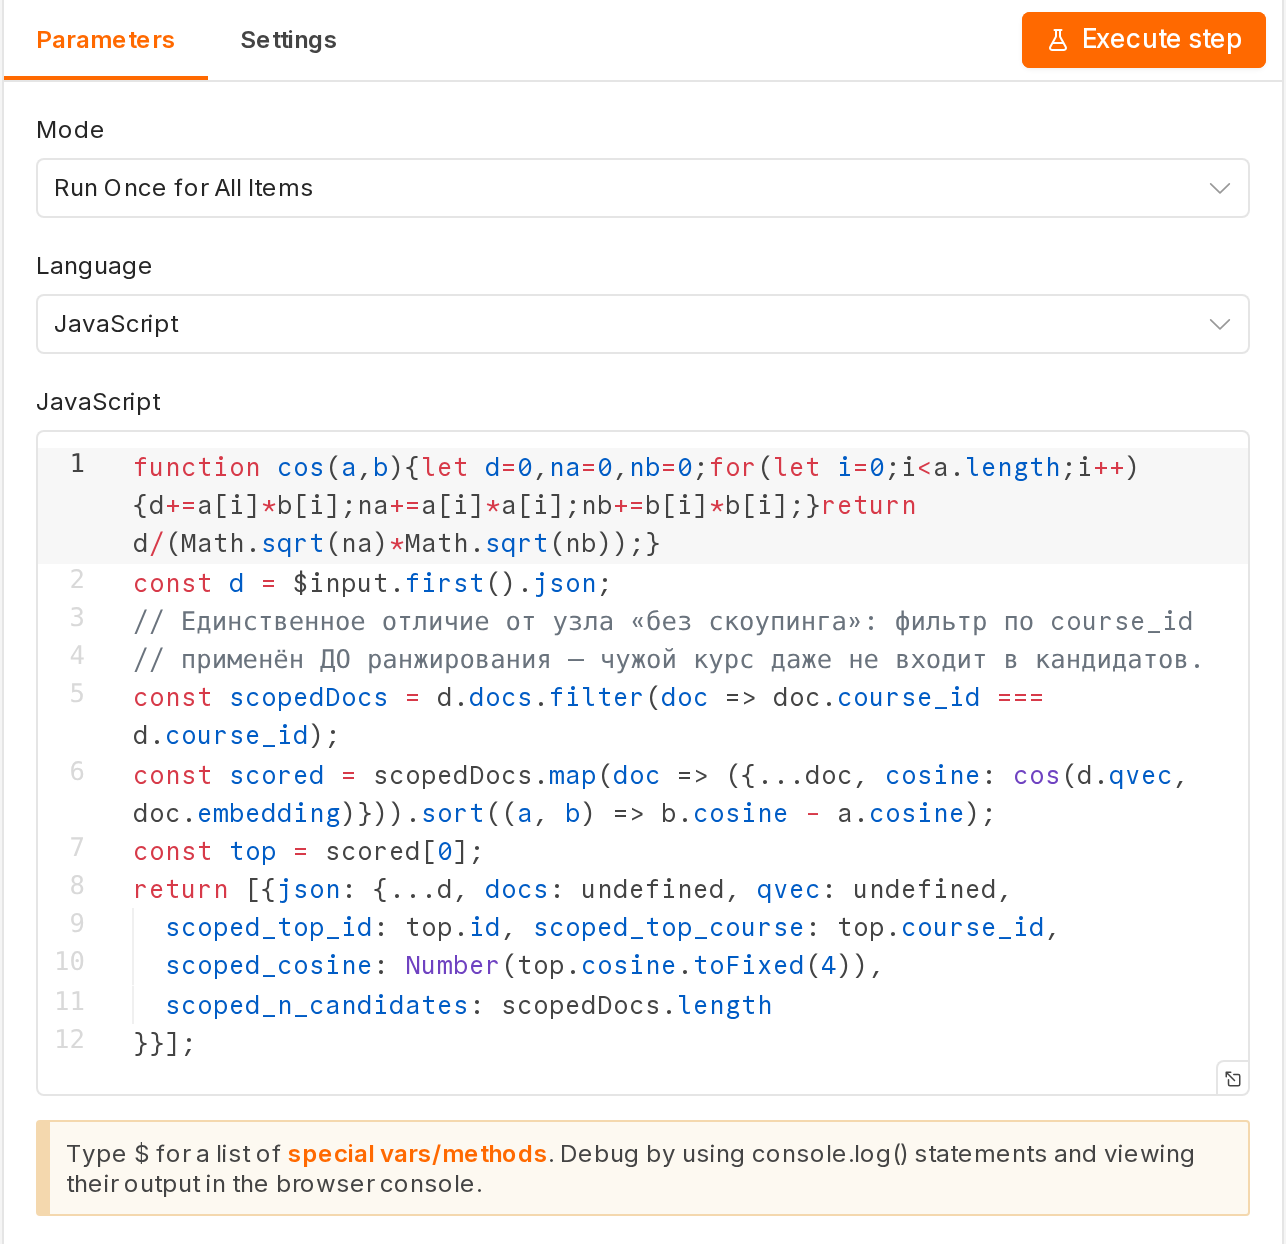 Parameters
Settings
Execute step
Mode
Run Once for All Items
Language
JavaScript
JavaScript
1 function cos(a,b){let d=0,na=0,nb=0;for(let i=0;i<a.length;i++)
{d+=a[i]*b[i];na+=a[i]*a[i];nb+=b[i]*b[i];}return
d/(Math.sqrt(na)*Math.sqrt(nb));}
2 const d = $input.first().json;
3 // Единственное отличие от узла «без скоупинга»: фильтр по course_id
4 // применён ДО ранжирования — чужой курс даже не входит в кандидатов.
5 const scopedDocs = d.docs.filter(doc => doc.course_id ===
d.course_id);
6 const scored = scopedDocs.map(doc => ({...doc, cosine: cos(d.qvec,
doc.embedding)})).sort((a, b) => b.cosine - a.cosine);
7 const top = scored[0];
8 return [{json: {...d, docs: undefined, qvec: undefined,
9 scoped_top_id: top.id, scoped_top_course: top.course_id,
10 scoped_cosine: Number(top.cosine.toFixed(4)),
11 scoped_n_candidates: scopedDocs.length
12 }}];
Type $ for a list of special vars/methods. Debug by using console.log() statements and viewing
their output in the browser console.